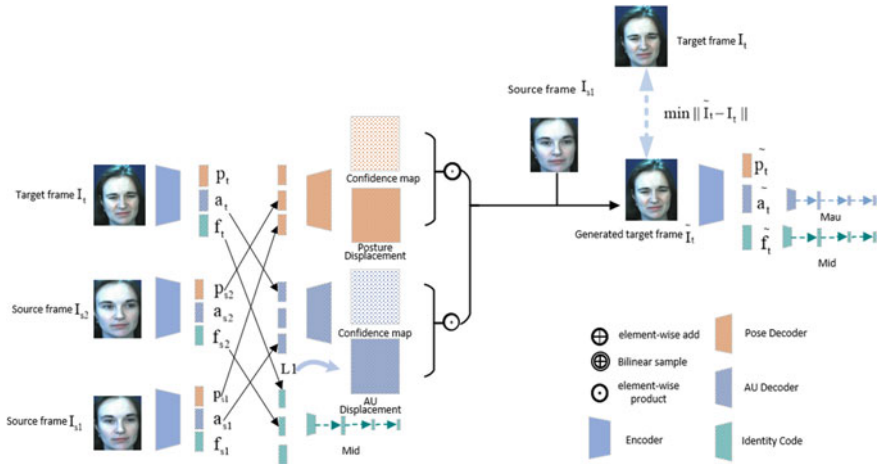 Target frame I_t
Source frame I_s1
min || Ĩ_t − I_t ||
Target frame I_t
p_t
a_t
f_t
Confidence map
Posture
Displacement
Generated target frame Ĩ_t
p̃_t
ã_t
f̃_t
Mau
Mid
Source frame I_s2
p_s2
a_s2
f_s2
Confidence map
L1
AU
Displacement
Source frame I_s1
p_s1
a_s1
f_s1
Mid
element-wise add
Bilinear sample
element-wise
product
Encoder
Pose Decoder
AU Decoder
Identity Code